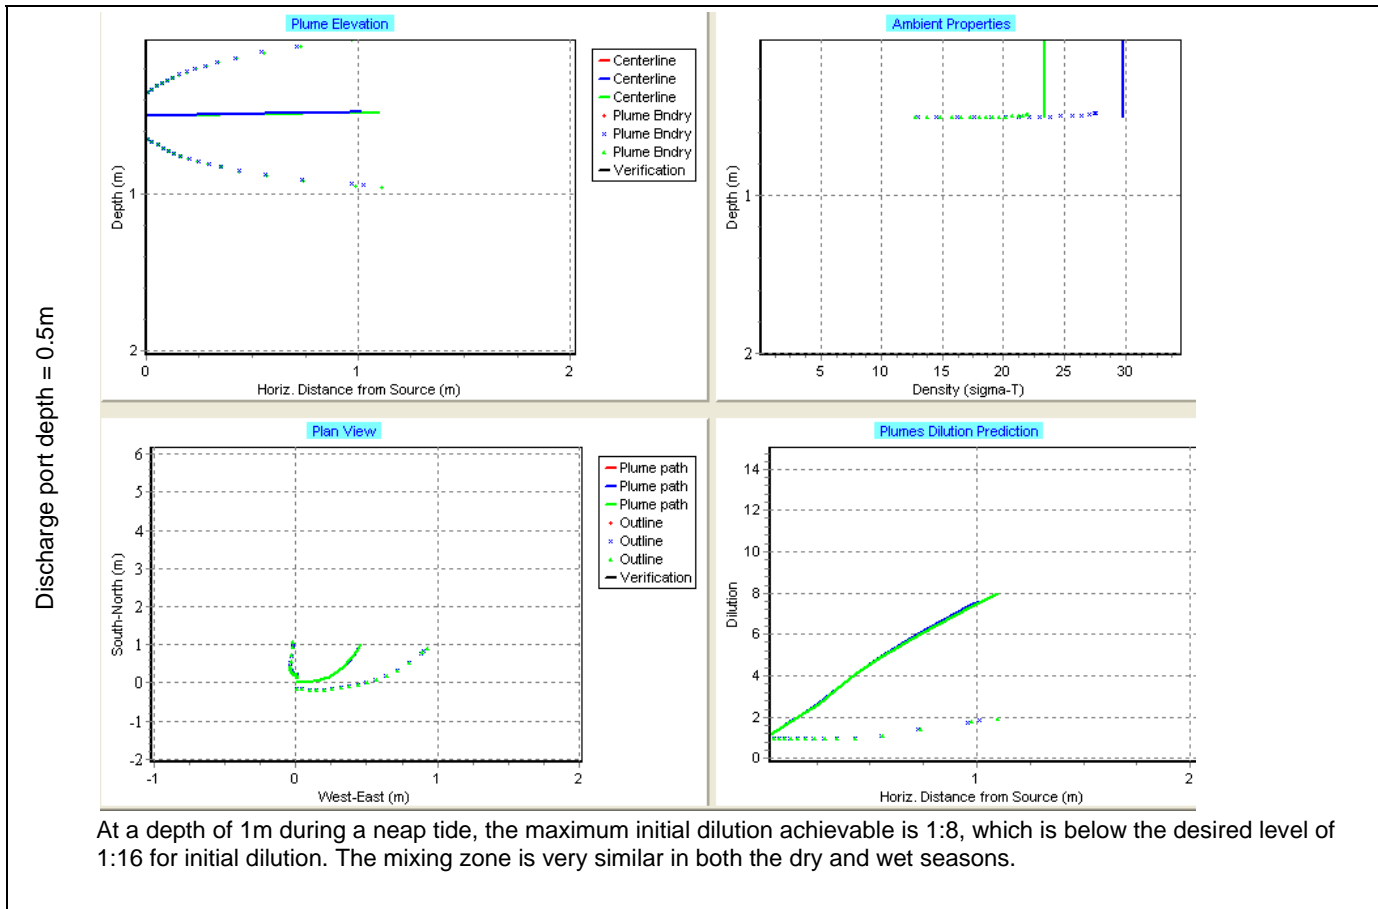 Discharge port depth = 0.5m
Plume Elevation
Depth (m)
1
2
0
1
2
Horiz. Distance from Source (m)
Centerline
Centerline
Centerline
Plume Bndry
Plume Bndry
Plume Bndry
Verification
Ambient Properties
Depth (m)
1
2
5
10
15
20
25
30
Density (sigma-T)
Plan View
South-North (m)
6
5
4
3
2
1
0
-1
-2
-1
0
1
2
West-East (m)
Plume path
Plume path
Plume path
Outline
Outline
Outline
Verification
Plumes Dilution Prediction
Dilution
14
12
10
8
6
4
2
0
1
2
Horiz. Distance from Source (m)
At a depth of 1m during a neap tide, the maximum initial dilution achievable is 1:8, which is below the desired level of
1:16 for initial dilution. The mixing zone is very similar in both the dry and wet seasons.